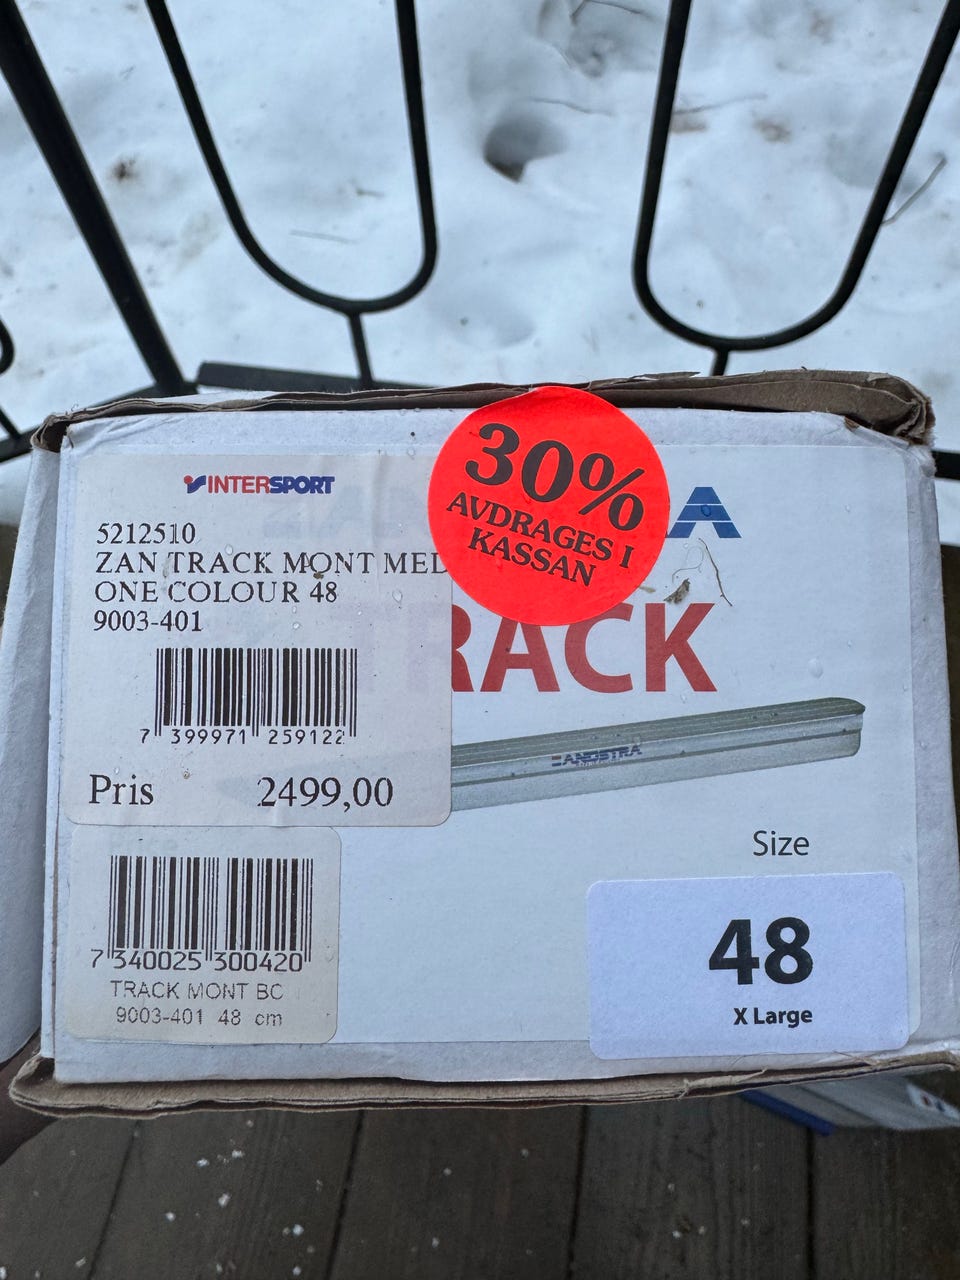 INTERSPORT
5212510
ZAN TRACK MONT MED
ONE COLOUR 48
9003-401
7 399971 259122
Pris 2499,00
30%
AVDRAGES I
KASSAN
A
RACK
ZANDSTRA
Size
48
X Large
7 340025 300420
TRACK MONT BC
9003-401 48 cm